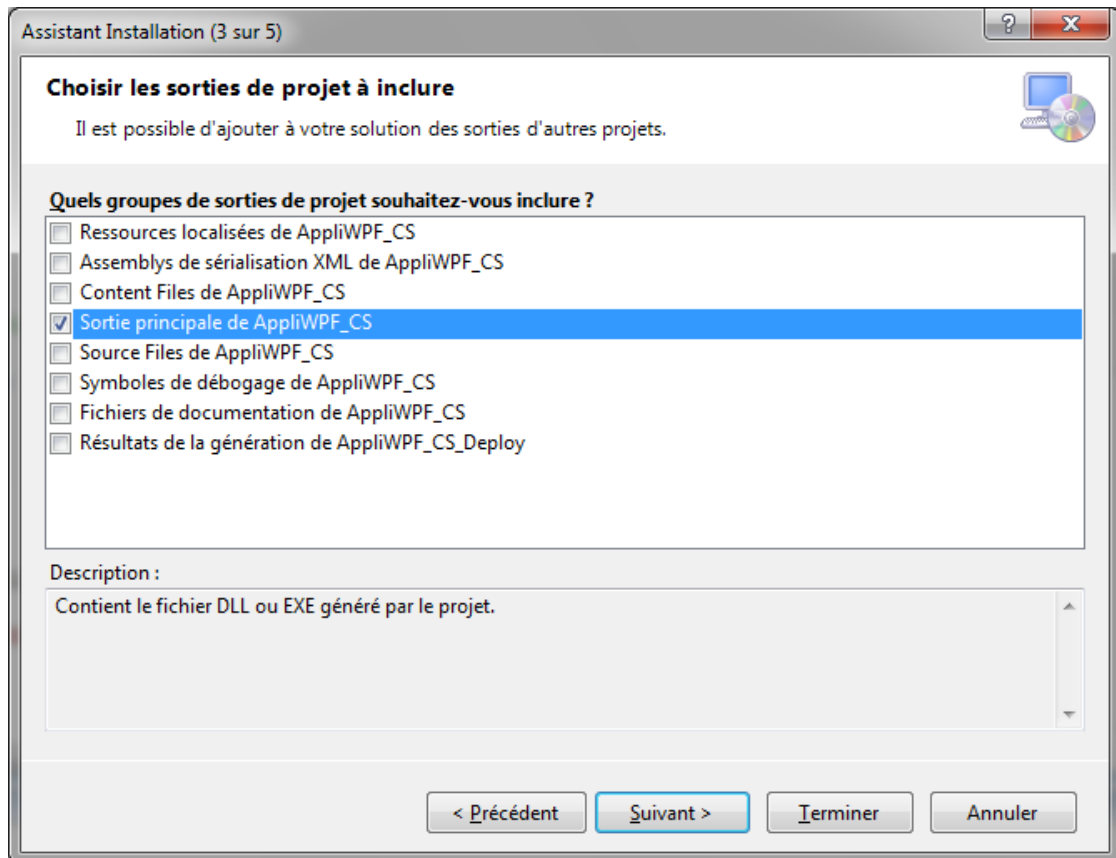 Assistant Installation (3 sur 5)
Choisir les sorties de projet à inclure
Il est possible d'ajouter à votre solution des sorties d'autres projets.
Quels groupes de sorties de projet souhaitez-vous inclure ?
Ressources localisées de AppliWPF_CS
Assemblys de sérialisation XML de AppliWPF_CS
Content Files de AppliWPF_CS
Sortie principale de AppliWPF_CS
Source Files de AppliWPF_CS
Symboles de débogage de AppliWPF_CS
Fichiers de documentation de AppliWPF_CS
Résultats de la génération de AppliWPF_CS_Deploy
Description :
Contient le fichier DLL ou EXE généré par le projet.
< Précédent Suivant > Terminer Annuler